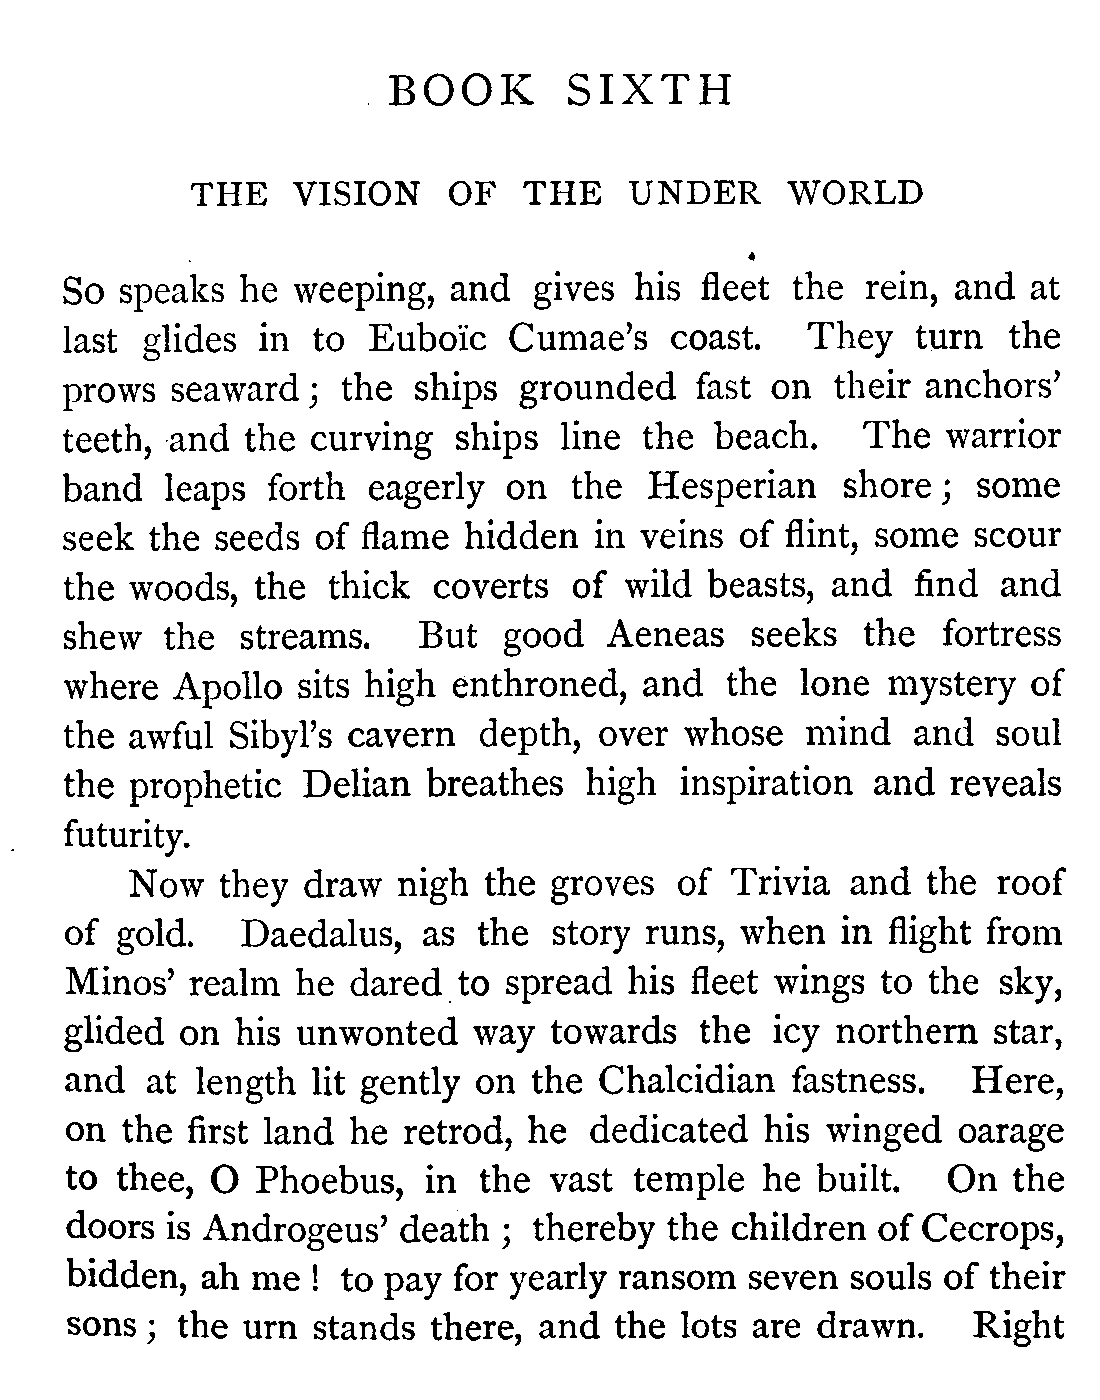 BOOK SIXTH
THE VISION OF THE UNDER WORLD
So speaks he weeping, and gives his fleet the rein, and at
last glides in to Euboïc Cumae's coast. They turn the
prows seaward; the ships grounded fast on their anchors'
teeth, and the curving ships line the beach. The warrior
band leaps forth eagerly on the Hesperian shore; some
seek the seeds of flame hidden in veins of flint, some scour
the woods, the thick coverts of wild beasts, and find and
shew the streams. But good Aeneas seeks the fortress
where Apollo sits high enthroned, and the lone mystery of
the awful Sibyl's cavern depth, over whose mind and soul
the prophetic Delian breathes high inspiration and reveals
futurity.
Now they draw nigh the groves of Trivia and the roof
of gold. Daedalus, as the story runs, when in flight from
Minos' realm he dared to spread his fleet wings to the sky,
glided on his unwonted way towards the icy northern star,
and at length lit gently on the Chalcidian fastness. Here,
on the first land he retrod, he dedicated his winged oarage
to thee, O Phoebus, in the vast temple he built. On the
doors is Androgeus' death; thereby the children of Cecrops,
bidden, ah me! to pay for yearly ransom seven souls of their
sons; the urn stands there, and the lots are drawn. Right